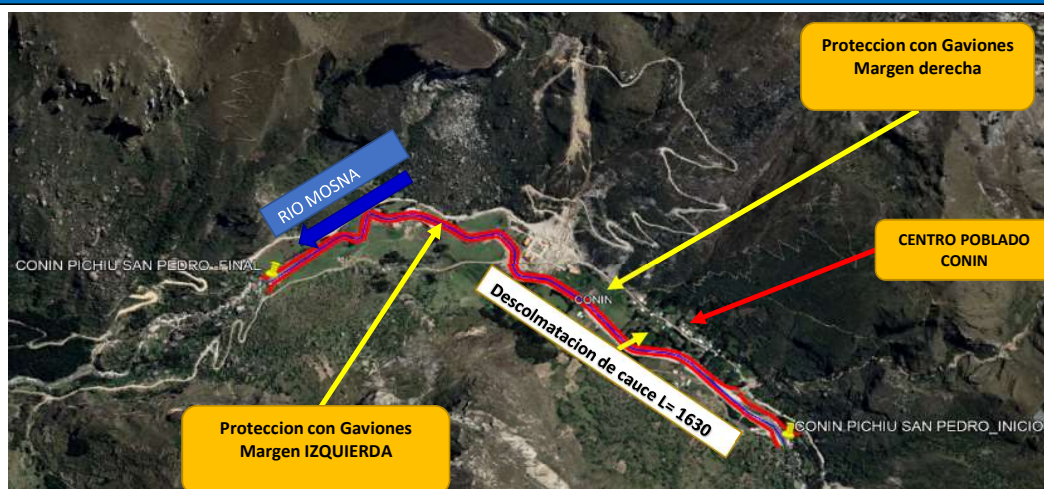 Proteccion con Gaviones
Margen derecha
RIO MOSNA
CENTRO POBLADO
CONIN
CONIN PICHIU SAN PEDRO_FINAL
CONIN
Descolmatacion de cauce L= 1630
Proteccion con Gaviones
Margen IZQUIERDA
CONIN PICHIU SAN PEDRO_INICIO